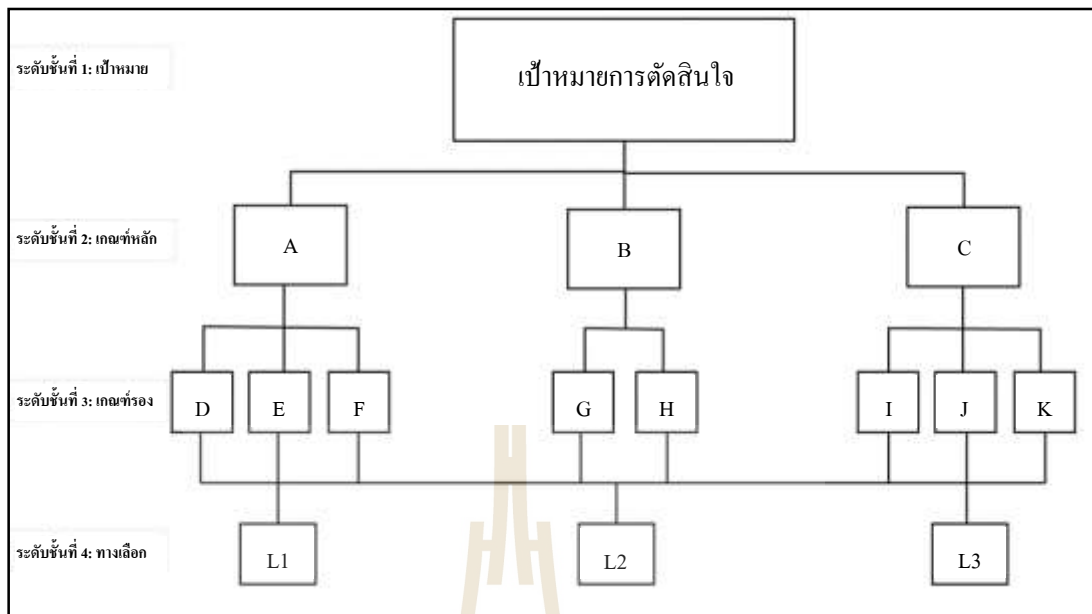 ระดับชั้นที่ 1: เป้าหมาย
เป้าหมายการตัดสินใจ
ระดับชั้นที่ 2: เกณฑ์หลัก
A
B
C
ระดับชั้นที่ 3: เกณฑ์รอง
D
E
F
G
H
I
J
K
ระดับชั้นที่ 4: ทางเลือก
L1
L2
L3